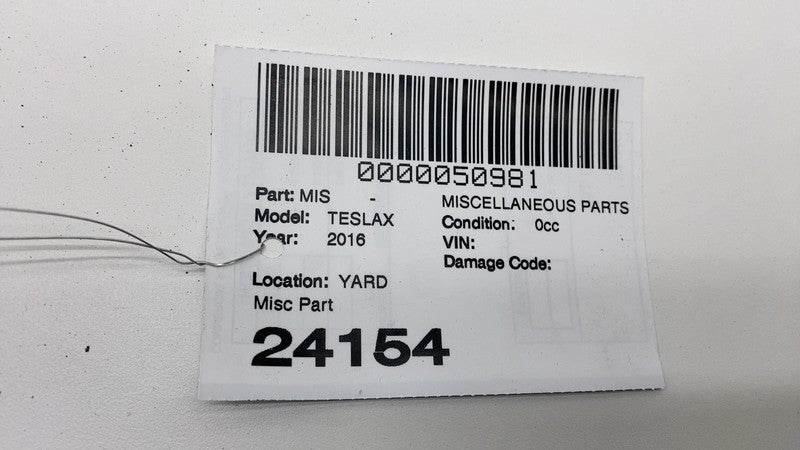 0000050981
Part: MIS - MISCELLANEOUS PARTS
Model: TESLAX Condition: 0cc
Year: 2016 VIN:
Damage Code:
Location: YARD
Misc Part
24154